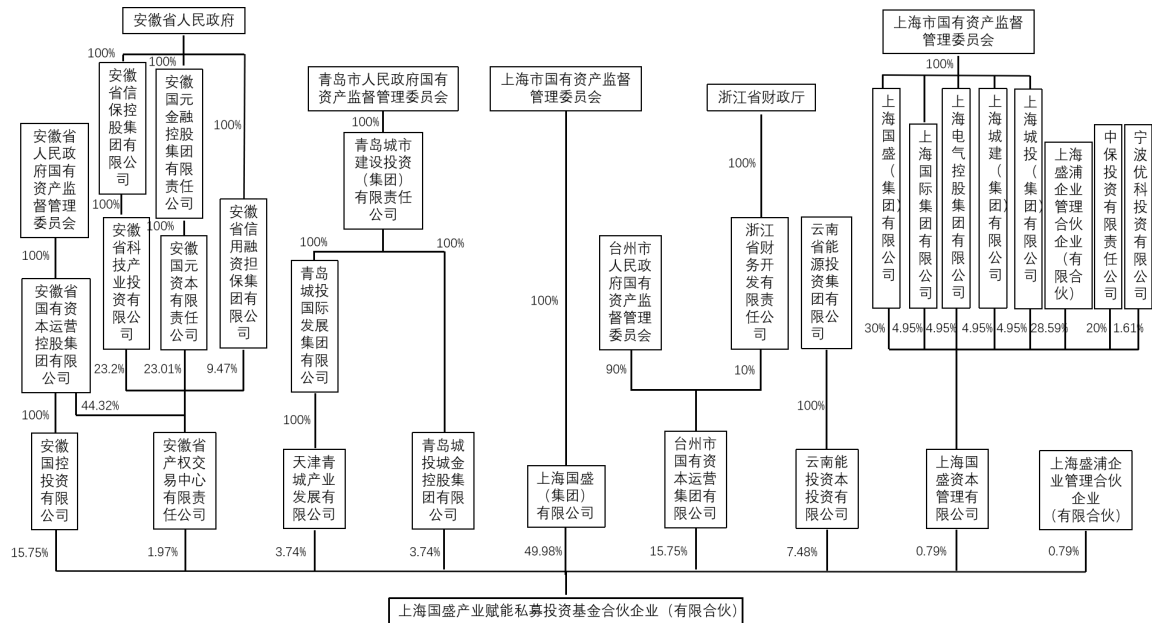 安徽省人民政府
上海市国有资产监督
管理委员会
100%
100%
100%
100%
安徽
省信
保控
股集
团有
限公
司
安徽
国元
金融
控股
集团
有限
责任
公司
青岛市人民政府国有
资产监督管理委员会
上海市国有资产监督
管理委员会
浙江省财政厅
上海国盛（集团）有限公司
上海国际集团有限公司
上海电气控股集团有限公司
上海城建（集团）有限公司
上海城投（集团）有限公司
上海
盛浦
企业
管理
合伙
企业
（有
限合
伙）
中保投资有限责任公司
宁波优科投资有限公司
安徽省
人民政
府国有
资产监
督管理
委员会
100%
100%
青岛城市
建设投资
（集团）
有限责任
公司
100%
100%
100%
安徽
省科
技产
业投
资有
限公
司
安徽
国元
资本
有限
责任
公司
安徽
省信
用融
资担
保集
团有
限公
司
100%
100%
100%
台州市
人民政
府国有
资产监
督管理
委员会
浙江
省财
务开
发有
限责
任公
司
云南
省能
源投
资集
团有
限公
司
安徽省
国有资
本运营
控股集
团有限
公司
青岛
城投
国际
发展
集团
有限
公司
100%
30%
4.95%
4.95%
4.95%
4.95%
28.59%
20%
1.61%
23.2%
23.01%
9.47%
90%
10%
44.32%
100%
100%
100%
安徽
国控
投资
有限
公司
安徽省
产权交
易中心
有限责
任公司
天津青
城产业
发展有
限公司
青岛城
投城金
控股集
团有限
公司
上海国盛
（集团）
有限公司
台州市
国有资
本运营
集团有
限公司
云南能
投资本
投资有
限公司
上海国
盛资本
管理有
限公司
上海盛浦企
业管理合伙
企业
（有限合伙）
15.75%
1.97%
3.74%
3.74%
49.98%
15.75%
7.48%
0.79%
0.79%
上海国盛产业赋能私募投资基金合伙企业（有限合伙）